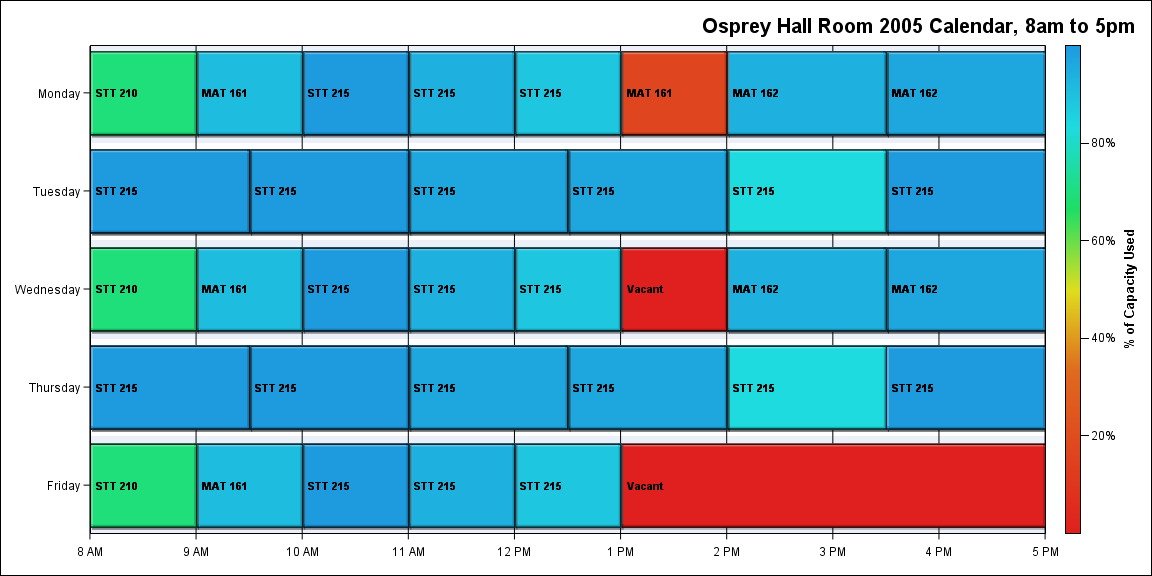 Osprey Hall Room 2005 Calendar, 8am to 5pm
Monday STT 210 MAT 161 STT 215 STT 215 STT 215 MAT 161 MAT 162 MAT 162
Tuesday STT 215 STT 215 STT 215 STT 215 STT 215 STT 215
Wednesday STT 210 MAT 161 STT 215 STT 215 STT 215 Vacant MAT 162 MAT 162
Thursday STT 215 STT 215 STT 215 STT 215 STT 215 STT 215
Friday STT 210 MAT 161 STT 215 STT 215 STT 215 Vacant
8 AM 9 AM 10 AM 11 AM 12 PM 1 PM 2 PM 3 PM 4 PM 5 PM
80%
60%
40%
20%
% of Capacity Used